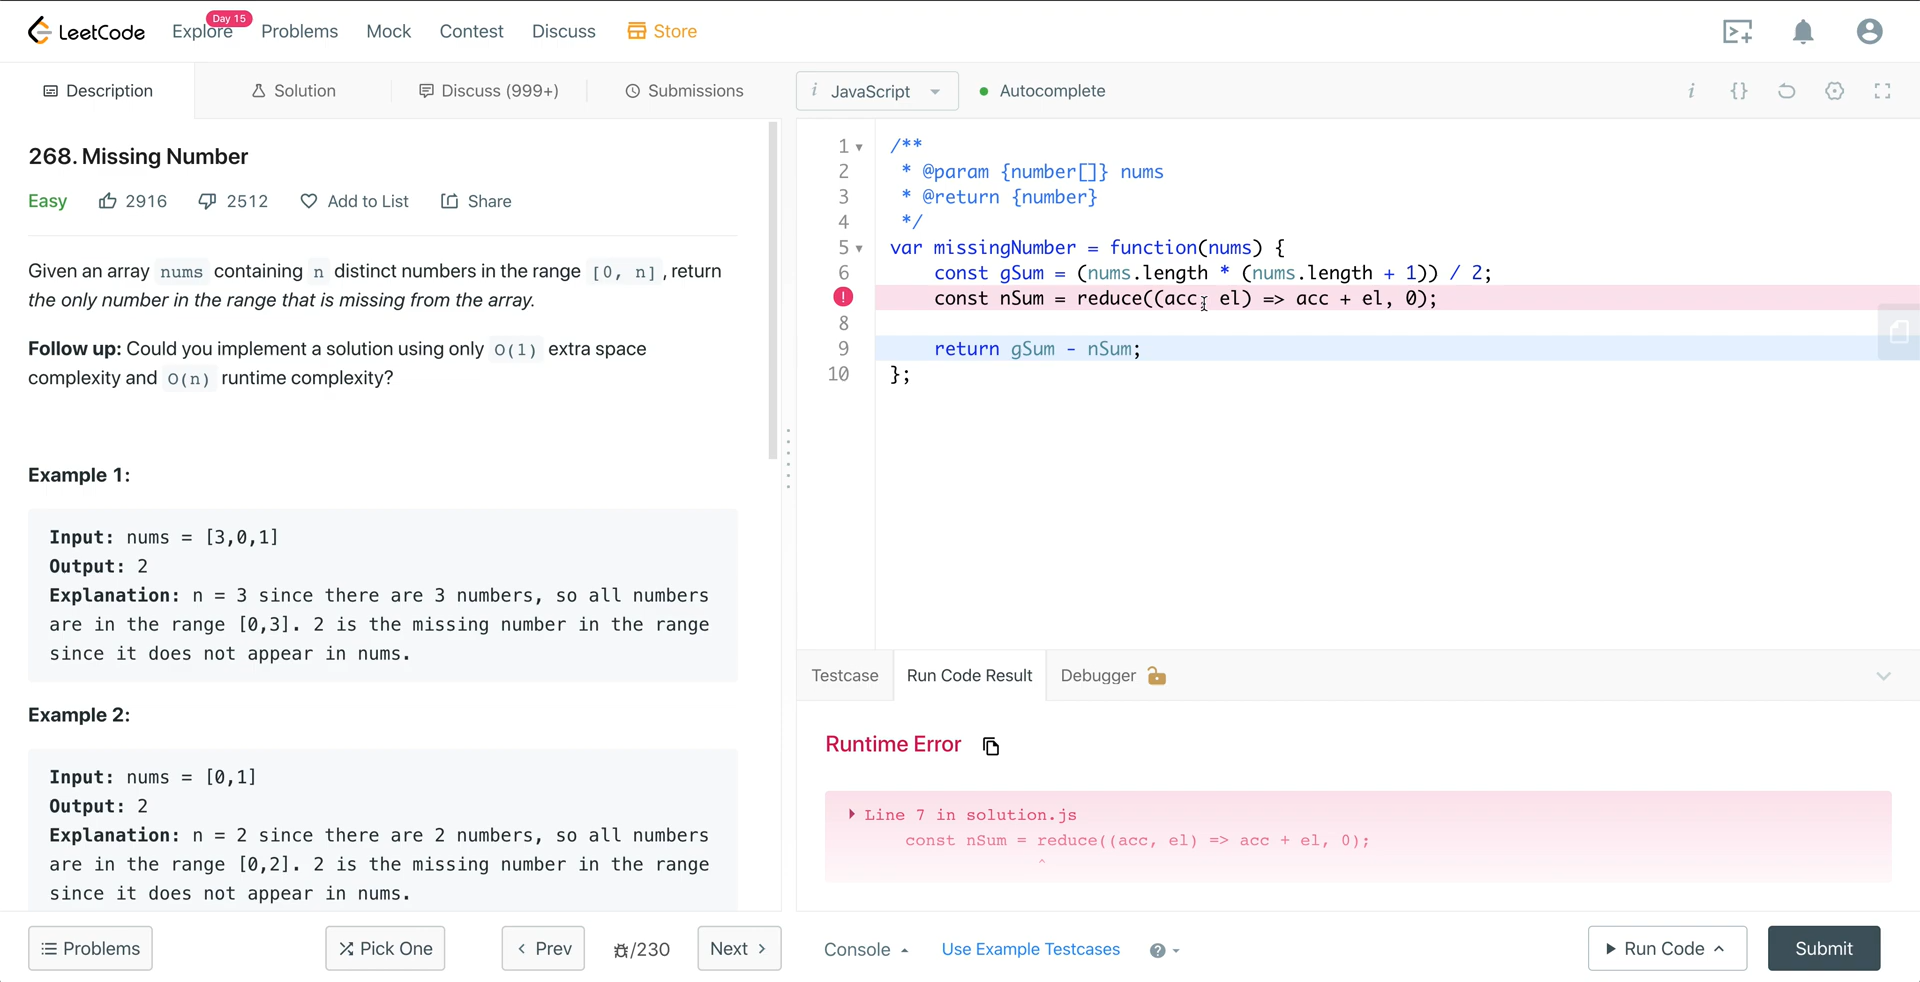 LeetCode
Explore
Day 15
Problems
Mock
Contest
Discuss
Store
Description
Solution
Discuss (999+)
Submissions
268. Missing Number
Easy
2916
2512
Add to List
Share
Given an array nums containing n distinct numbers in the range [0, n], return
the only number in the range that is missing from the array.
Follow up: Could you implement a solution using only O(1) extra space
complexity and O(n) runtime complexity?
Example 1:
Input: nums = [3,0,1]
Output: 2
Explanation: n = 3 since there are 3 numbers, so all numbers
are in the range [0,3]. 2 is the missing number in the range
since it does not appear in nums.
Example 2:
Input: nums = [0,1]
Output: 2
Explanation: n = 2 since there are 2 numbers, so all numbers
are in the range [0,2]. 2 is the missing number in the range
since it does not appear in nums.
Problems
Pick One
Prev
/230
Next
i JavaScript
Autocomplete
i {}
1 /**
2 * @param {number[]} nums
3 * @return {number}
4 */
5 var missingNumber = function(nums) {
6 const gSum = (nums.length * (nums.length + 1)) / 2;
! const nSum = reduce((acc, el) => acc + el, 0);
8
9 return gSum - nSum;
10 };
Testcase
Run Code Result
Debugger
Runtime Error
Line 7 in solution.js
const nSum = reduce((acc, el) => acc + el, 0);
^
Console
Use Example Testcases
?
Run Code
Submit